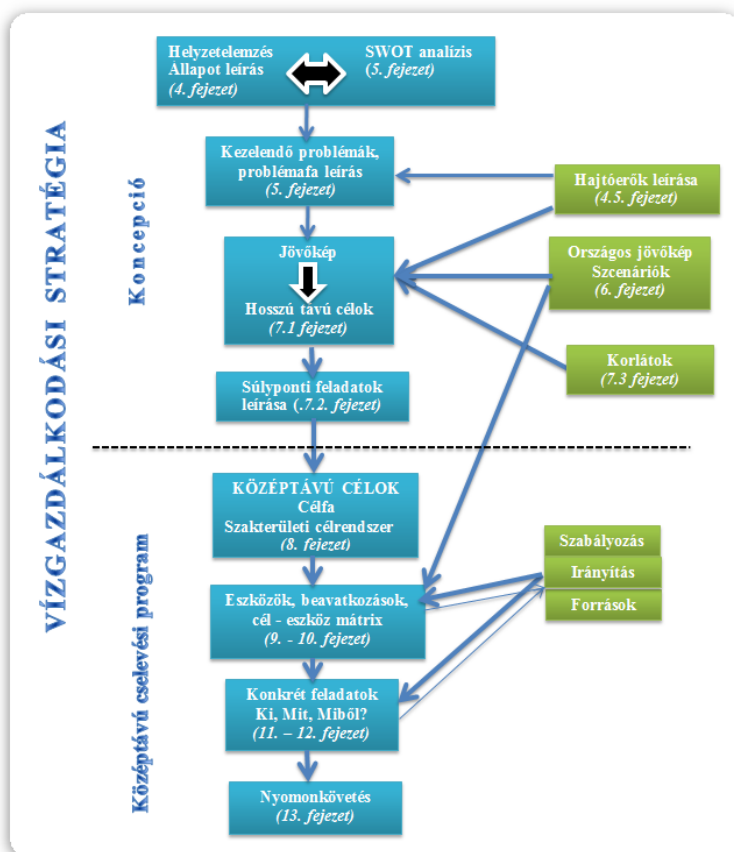 VÍZGAZDÁLKODÁSI STRATÉGIA
Koncepció
Helyzetelemzés
Állapot leírás
(4. fejezet)
SWOT analízis
(5. fejezet)
Kezelendő problémák,
problémafa leírás
(5. fejezet)
Hajtóerők leírása
(4.5. fejezet)
Jövőkép
Hosszú távú célok
(7.1 fejezet)
Országos jövőkép
Szcenáriók
(6. fejezet)
Korlátok
(7.3 fejezet)
Súlyponti feladatok
leírása (.7.2. fejezet)
Középtávú cselevési program
KÖZÉPTÁVÚ CÉLOK
Célfa
Szakterületi célrendszer
(8. fejezet)
Szabályozás
Irányítás
Források
Eszközök, beavatkozások,
cél - eszköz mátrix
(9. - 10. fejezet)
Konkrét feladatok
Ki, Mit, Miből?
(11. – 12. fejezet)
Nyomonkövetés
(13. fejezet)